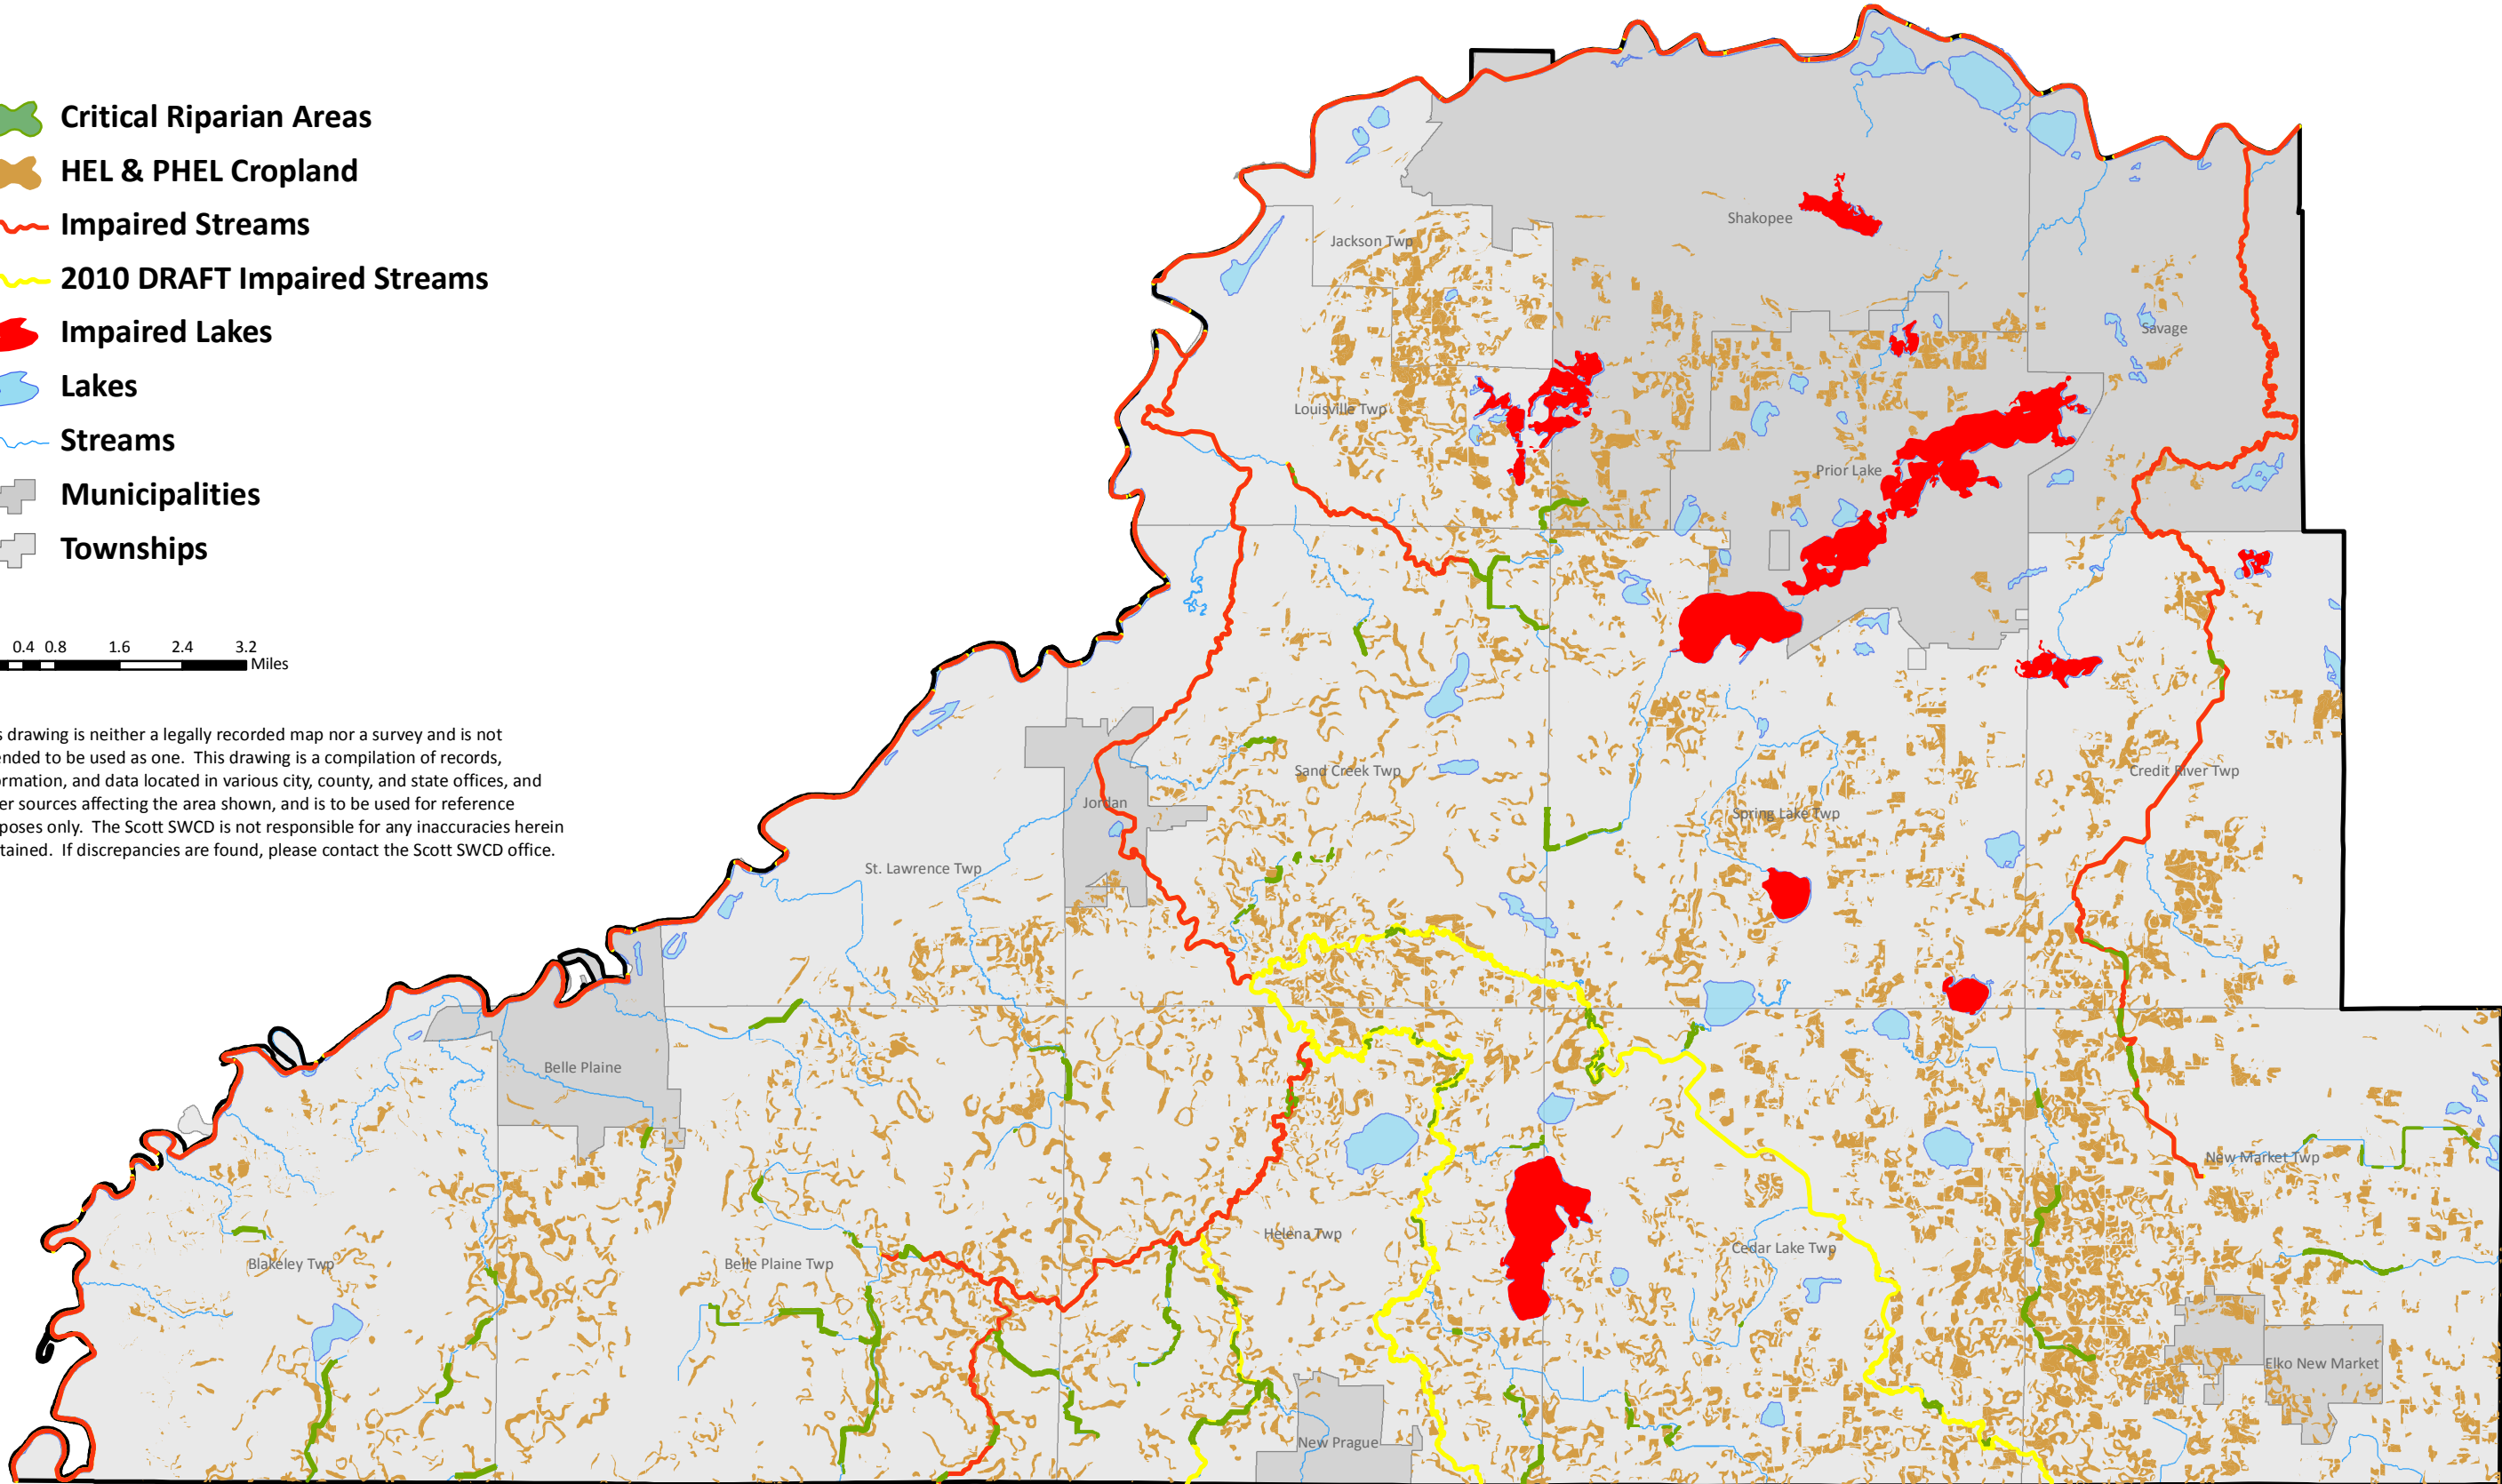 Critical Riparian Areas
HEL & PHEL Cropland
Impaired Streams
2010 DRAFT Impaired Streams
Impaired Lakes
Lakes
Streams
Municipalities
Townships
0.4 0.8 1.6 2.4 3.2
Miles
s drawing is neither a legally recorded map nor a survey and is not
ended to be used as one. This drawing is a compilation of records,
ormation, and data located in various city, county, and state offices, and
er sources affecting the area shown, and is to be used for reference
poses only. The Scott SWCD is not responsible for any inaccuracies herein
tained. If discrepancies are found, please contact the Scott SWCD office.
Shakopee
Jackson Twp
Savage
Louisville Twp
Prior Lake
Sand Creek Twp
Credit River Twp
Jordan
Spring Lake Twp
St. Lawrence Twp
Belle Plaine
New Market Twp
Helena Twp
Cedar Lake Twp
Blakeley Twp
Belle Plaine Twp
Elko New Market
New Prague